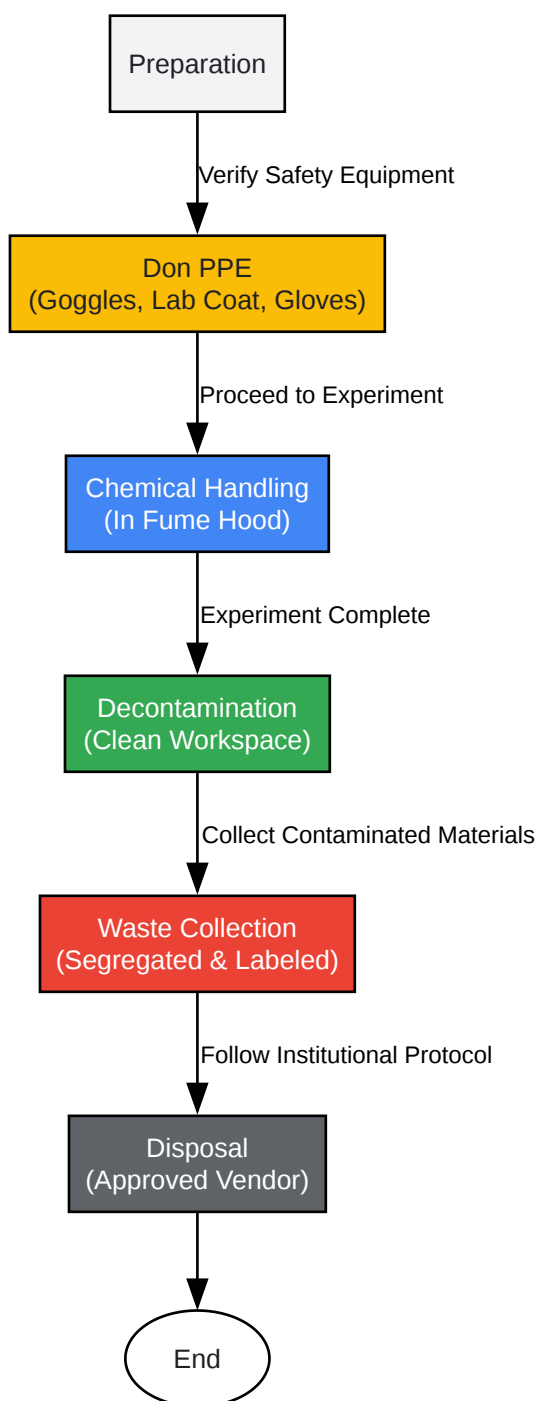 Preparation
Verify Safety Equipment
Don PPE
(Goggles, Lab Coat, Gloves)
Proceed to Experiment
Chemical Handling
(In Fume Hood)
Experiment Complete
Decontamination
(Clean Workspace)
Collect Contaminated Materials
Waste Collection
(Segregated & Labeled)
Follow Institutional Protocol
Disposal
(Approved Vendor)
End